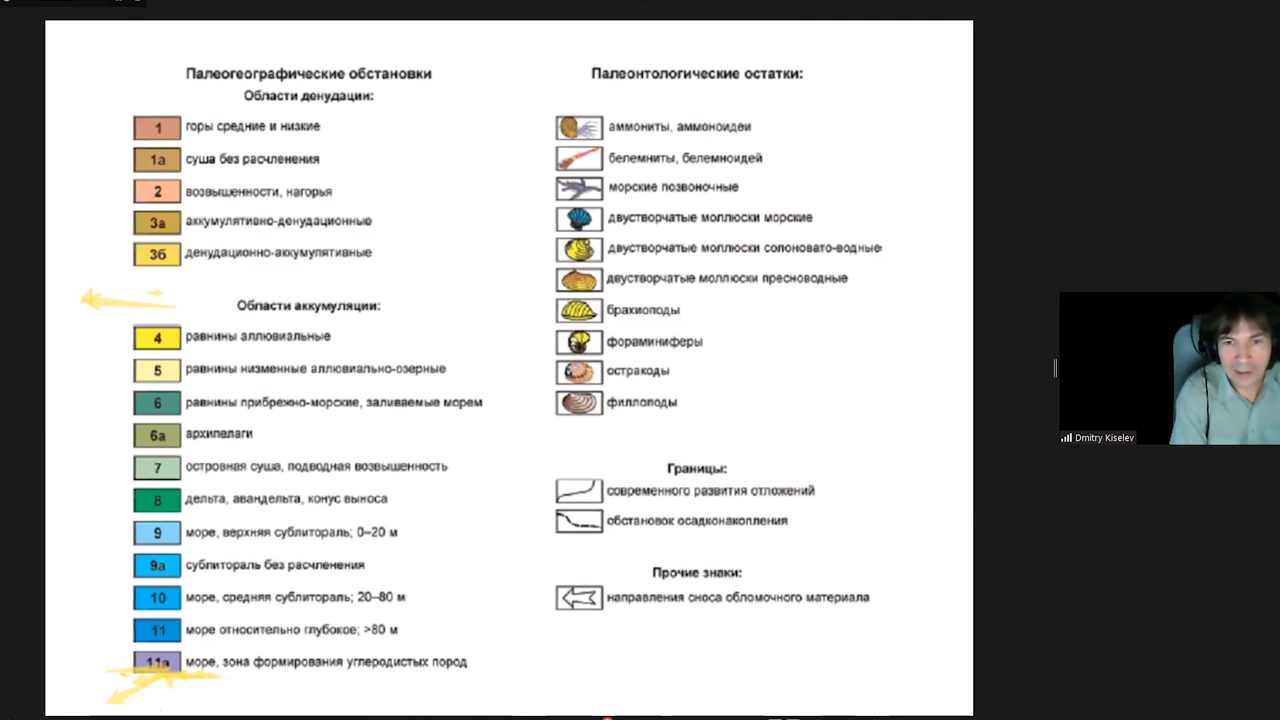 Палеогеографические обстановки
Области денудации:
1 горы средние и низкие
1а суша без расчленения
2 возвышенности, нагорья
3а аккумулятивно-денудационные
3б денудационно-аккумулятивные
Области аккумуляции:
4 равнины аллювиальные
5 равнины низменные аллювиально-озерные
6 равнины прибрежно-морские, заливаемые морем
6а архипелаги
7 островная суша, подводная возвышенность
8 дельта, авандельта, конус выноса
9 море, верхняя сублитораль; 0–20 м
9а сублитораль без расчленения
10 море, средняя сублитораль; 20–80 м
11 море относительно глубокое; >80 м
11а море, зона формирования углеродистых пород
Палеонтологические остатки:
аммониты, аммоноидеи
белемниты, белемноидей
морские позвоночные
двустворчатые моллюски морские
двустворчатые моллюски солоновато-водные
двустворчатые моллюски пресноводные
брахиоподы
фораминиферы
остракоды
филлоподы
Границы:
современного развития отложений
обстановок осадконакопления
Прочие знаки:
направления сноса обломочного материала
Dmitry Kiselev